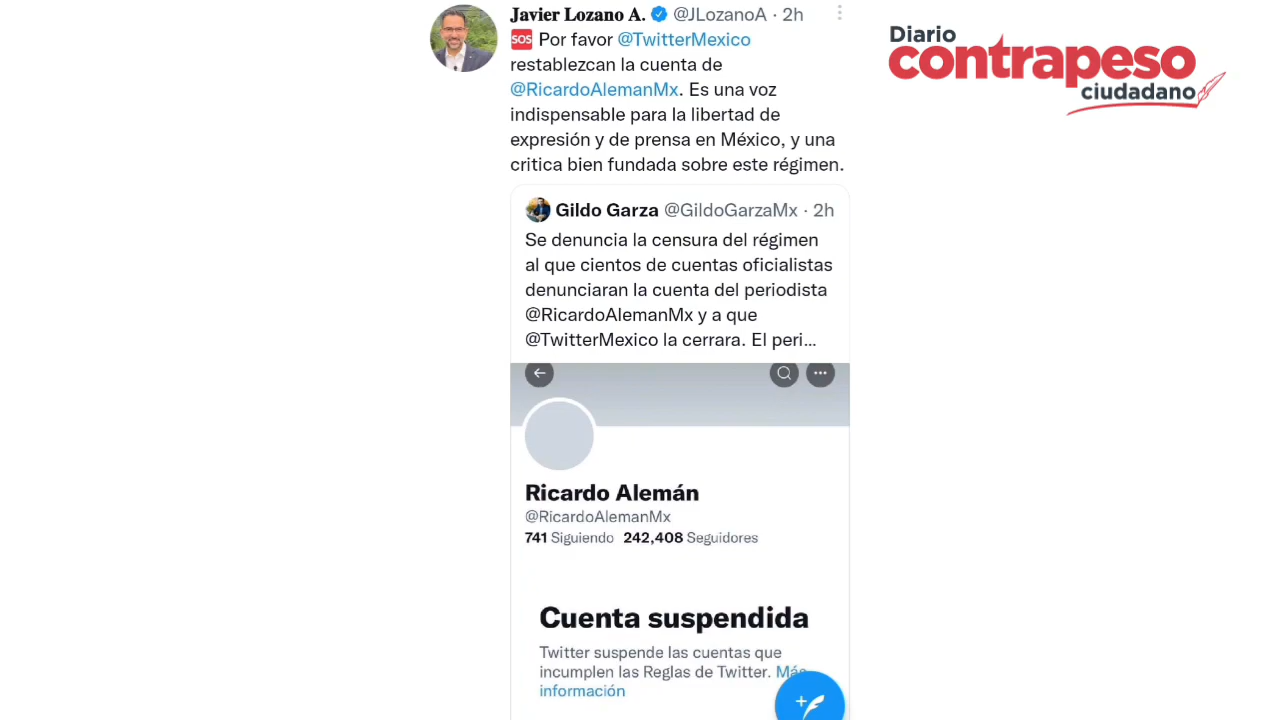 Javier Lozano A. @JLozanoA · 2h
🆘 Por favor @TwitterMexico
restablezcan la cuenta de
@RicardoAlemanMx. Es una voz
indispensable para la libertad de
expresión y de prensa en México, y una
critica bien fundada sobre este régimen.
Gildo Garza @GildoGarzaMx · 2h
Se denuncia la censura del régimen
al que cientos de cuentas oficialistas
denunciaran la cuenta del periodista
@RicardoAlemanMx y a que
@TwitterMexico la cerrara. El peri...
Ricardo Alemán
@RicardoAlemanMx
741 Siguiendo 242,408 Seguidores
Cuenta suspendida
Twitter suspende las cuentas que
incumplen las Reglas de Twitter. Más
información
Diario
contrapeso
ciudadano